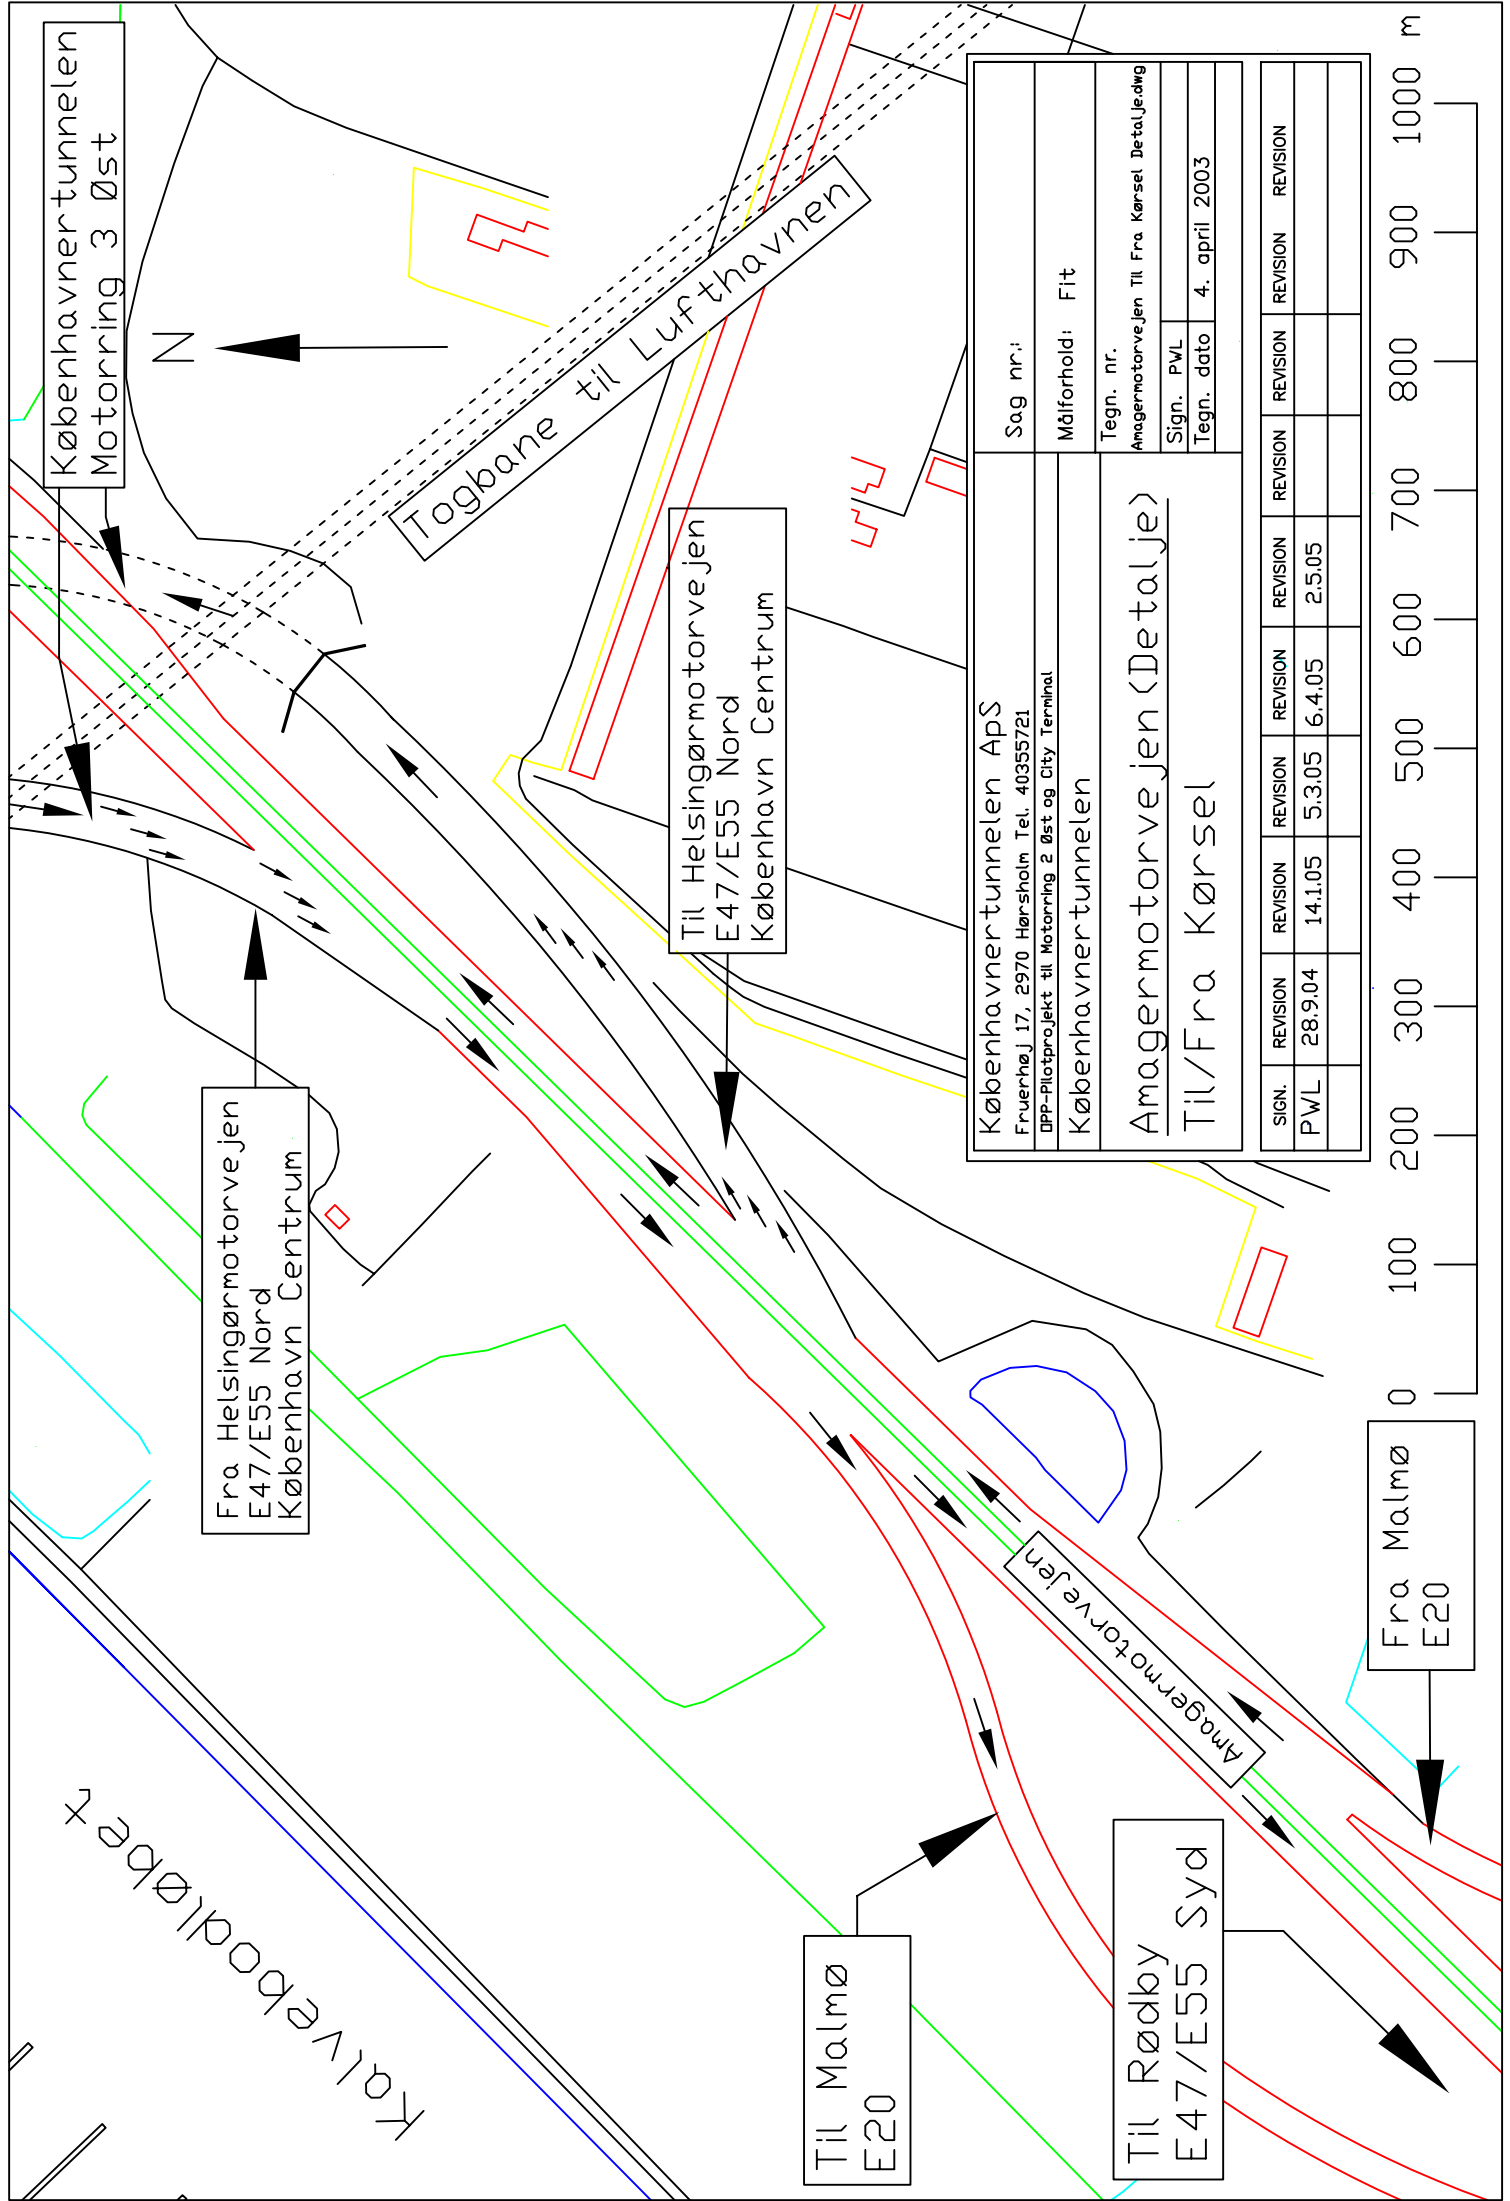 Københavnertunnelen
Motorring 3 Øst
N
Togbane til Lufthavnen
Til Helsingørmotorvejen
E47/E55 Nord
København Centrum
Fra Helsingørmotorvejen
E47/E55 Nord
København Centrum
Kalvebodløbet
Amagermotorvejen
Til Malmø
E20
Til Rødby
E47/E55 Syd
Fra Malmø
E20
Københavnertunnelen ApS
Fruerhøj 17, 2970 Hørsholm Tel. 40355721
OPP-Pilotprojekt til Motorring 2 Øst og City Terminal
Københavnertunnelen
Amagermotorvejen (Detalje)
Til/Fra Kørsel
Sag nr.:
Målforhold: Fit
Tegn. nr.
Amagermotorvejen Til Fra Kørsel Detalje.dwg
Sign. PWL
Tegn. dato 4. april 2003
SIGN. REVISION REVISION REVISION REVISION REVISION REVISION REVISION REVISION REVISION
PWL 28.9.04 14.1.05 5.3.05 6.4.05 2.5.05
0 100 200 300 400 500 600 700 800 900 1000 m